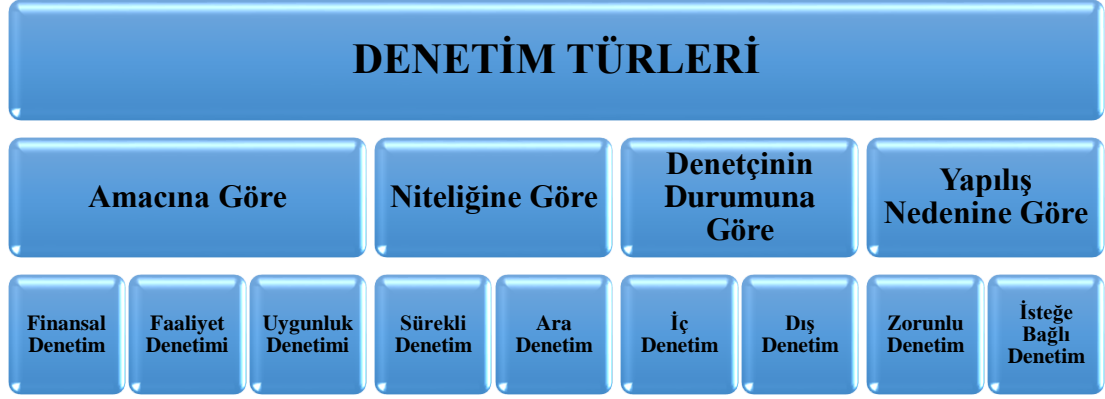 DENETİM TÜRLERİ
Amacına Göre
Niteliğine Göre
Denetçinin
Durumuna
Göre
Yapılış
Nedenine Göre
Finansal
Denetim
Faaliyet
Denetimi
Uygunluk
Denetimi
Sürekli
Denetim
Ara
Denetim
İç
Denetim
Dış
Denetim
Zorunlu
Denetim
İsteğe
Bağlı
Denetim